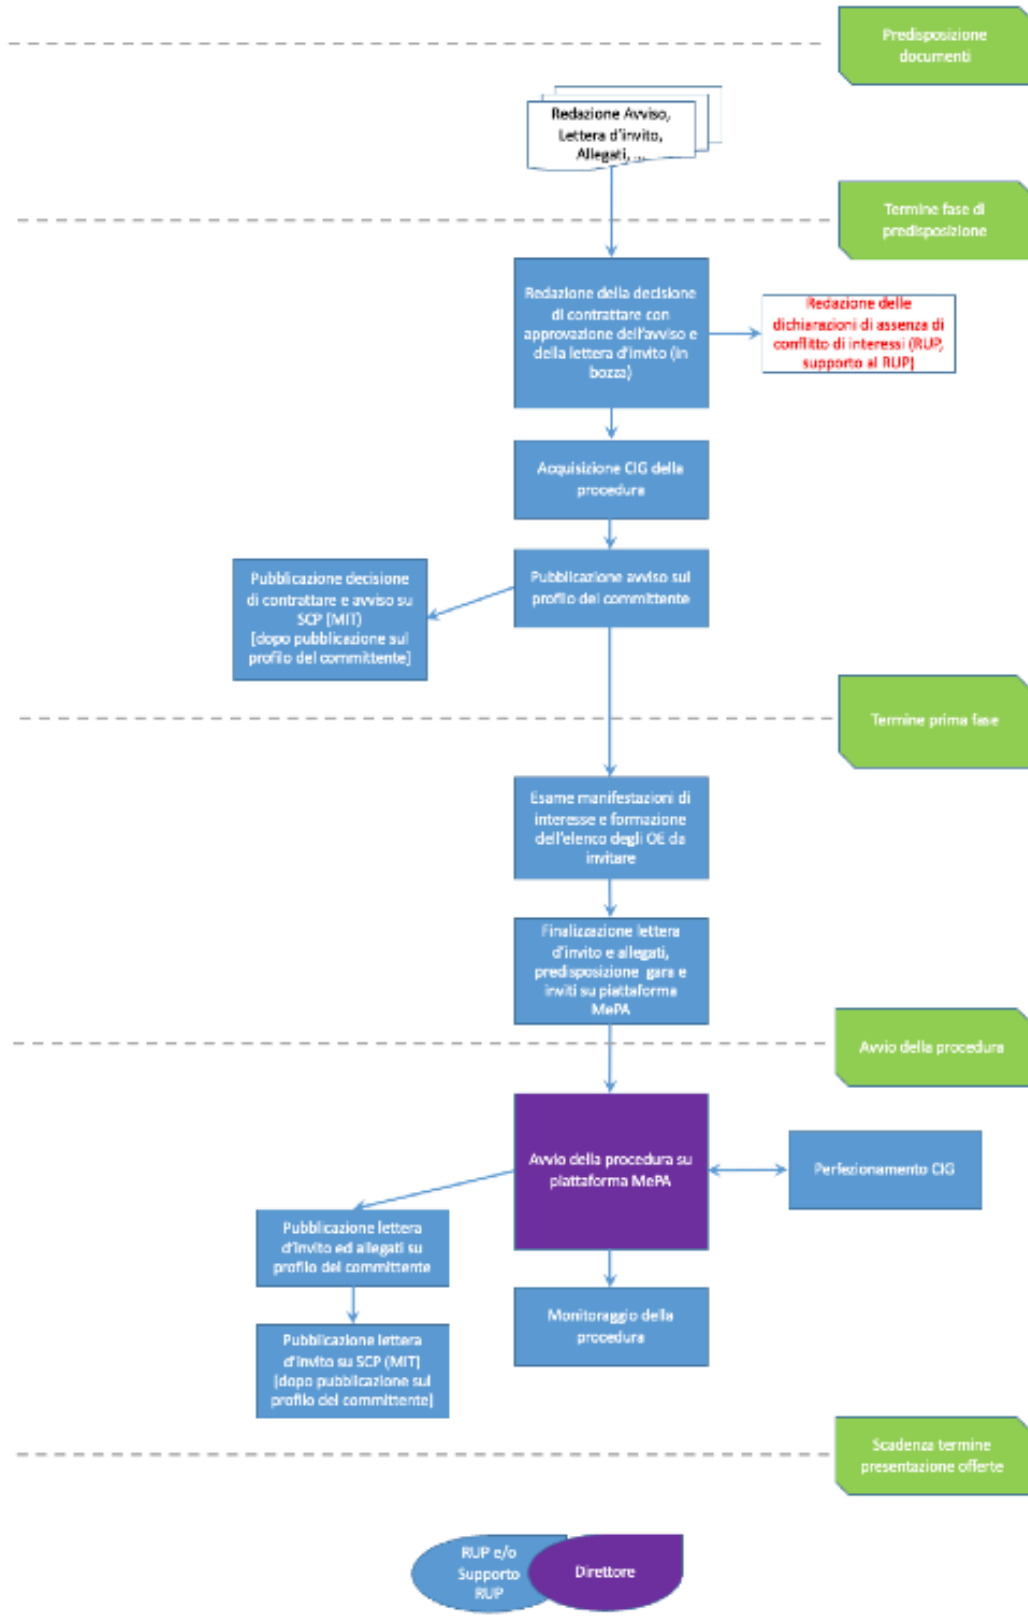 Predisposizione
documenti
Redazione Avviso,
Lettera d'invito,
Allegati, ...
Termine fase di
predisposizione
Redazione della decisione
di contrattare con
approvazione dell'avviso e
della lettera d'invito (in
bozza)
Redazione delle
dichiarazioni di assenza di
conflitto di interessi (RUP,
supporto al RUP)
Acquisizione CIG della
procedura
Pubblicazione avviso sul
profilo del committente
Pubblicazione decisione
di contrattare e avviso su
SCP (MIT)
[dopo pubblicazione sul
profilo del committente]
Termine prima fase
Esame manifestazioni di
interesse e formazione
dell'elenco degli OE da
invitare
Finalizzazione lettera
d'invito e allegati,
predisposizione gara e
inviti su piattaforma
MePA
Avvio della procedura
Avvio della procedura su
piattaforma MePA
Perfezionamento CIG
Pubblicazione lettera
d'invito ed allegati su
profilo del committente
Monitoraggio della
procedura
Pubblicazione lettera
d'invito su SCP (MIT)
[dopo pubblicazione sul
profilo del committente]
Scadenza termine
presentazione offerte
RUP e/o
Supporto
RUP
Direttore